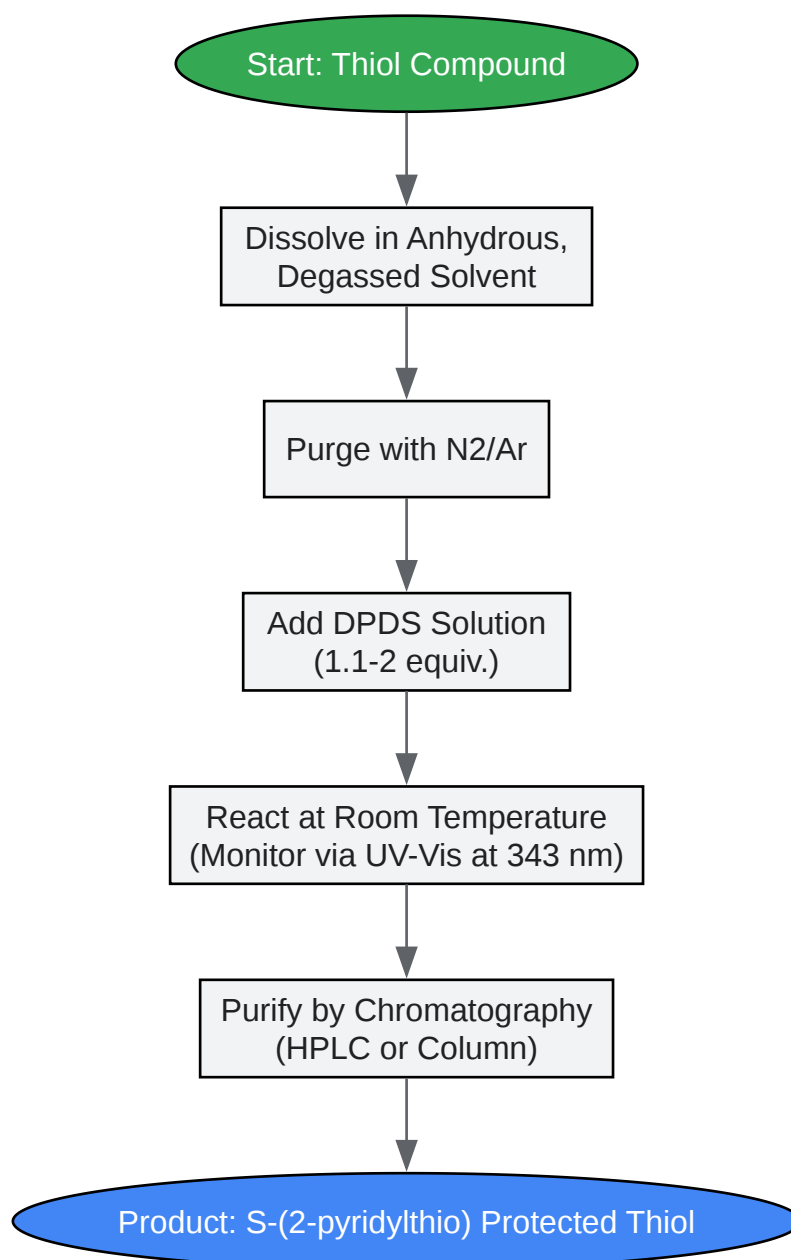 Start: Thiol Compound
Dissolve in Anhydrous,
Degassed Solvent
Purge with N2/Ar
Add DPDS Solution
(1.1-2 equiv.)
React at Room Temperature
(Monitor via UV-Vis at 343 nm)
Purify by Chromatography
(HPLC or Column)
Product: S-(2-pyridylthio) Protected Thiol